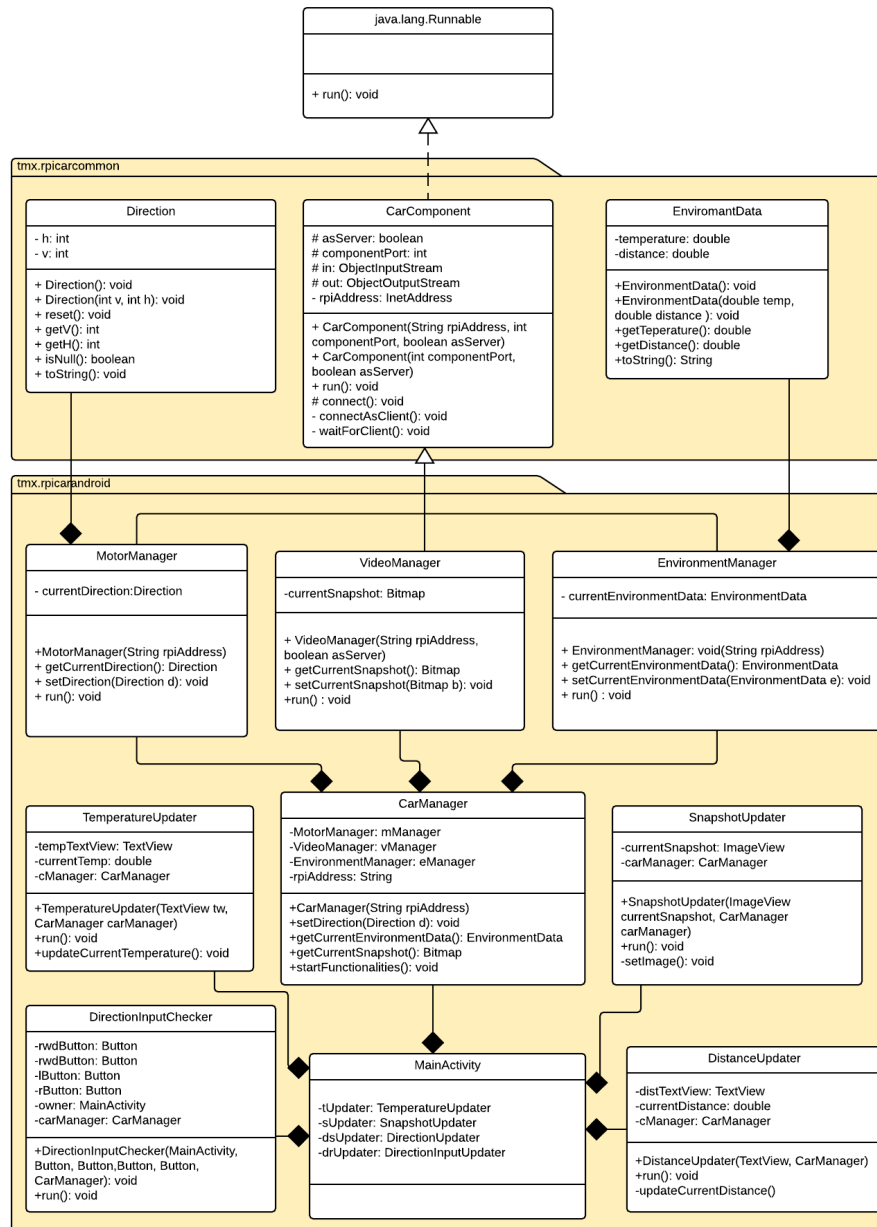 java.lang.Runnable
+ run(): void
tmx.rpicarcommon
Direction
- h: int
- v: int
+ Direction(): void
+ Direction(int v, int h): void
+ reset(): void
+ getV(): int
+ getH(): int
+ isNull(): boolean
+ toString(): void
CarComponent
# asServer: boolean
# componentPort: int
# in: ObjectInputStream
# out: ObjectOutputStream
- rpiAddress: InetAddress
+ CarComponent(String rpiAddress, int
componentPort, boolean asServer)
+ CarComponent(int componentPort,
boolean asServer)
+ run(): void
# connect(): void
- connectAsClient(): void
- waitForClient(): void
EnviromantData
-temperature: double
-distance: double
+EnvironmentData(): void
+EnvironmentData(double temp,
double distance ): void
+getTeperature(): double
+getDistance(): double
+toString(): String
tmx.rpicarandroid
MotorManager
- currentDirection:Direction
+MotorManager(String rpiAddress)
+ getCurrentDirection(): Direction
+ setDirection(Direction d): void
+ run(): void
VideoManager
-currentSnapshot: Bitmap
+ VideoManager(String rpiAddress,
boolean asServer)
+ getCurrentSnapshot(): Bitmap
+ setCurrentSnapshot(Bitmap b): void
+run() : void
EnvironmentManager
- currentEnvironmentData: EnvironmentData
+ EnvironmentManager: void(String rpiAddress)
+ getCurrentEnvironmentData(): EnvironmentData
+ setCurrentEnvironmentData(EnvironmentData e): void
+ run() : void
TemperatureUpdater
-tempTextView: TextView
-currentTemp: double
-cManager: CarManager
+TemperatureUpdater(TextView tw,
CarManager carManager)
+run(): void
+updateCurrentTemperature(): void
CarManager
-MotorManager: mManager
-VideoManager: vManager
-EnvironmentManager: eManager
-rpiAddress: String
+CarManager(String rpiAddress)
+setDirection(Direction d): void
+getCurrentEnvironmentData(): EnvironmentData
+getCurrentSnapshot(): Bitmap
+startFunctionalities(): void
SnapshotUpdater
-currentSnapshot: ImageView
-carManager: CarManager
+SnapshotUpdater(ImageView
currentSnapshot, CarManager
carManager)
+run(): void
-setImage(): void
DirectionInputChecker
-rwdButton: Button
-rwdButton: Button
-lButton: Button
-rButton: Button
-owner: MainActivity
-carManager: CarManager
+DirectionInputChecker(MainActivity,
Button, Button,Button, Button,
CarManager): void
+run(): void
MainActivity
-tUpdater: TemperatureUpdater
-sUpdater: SnapshotUpdater
-dsUpdater: DirectionUpdater
-drUpdater: DirectionInputUpdater
DistanceUpdater
-distTextView: TextView
-currentDistance: double
-cManager: CarManager
+DistanceUpdater(TextView, CarManager)
+run(): void
-updateCurrentDistance()